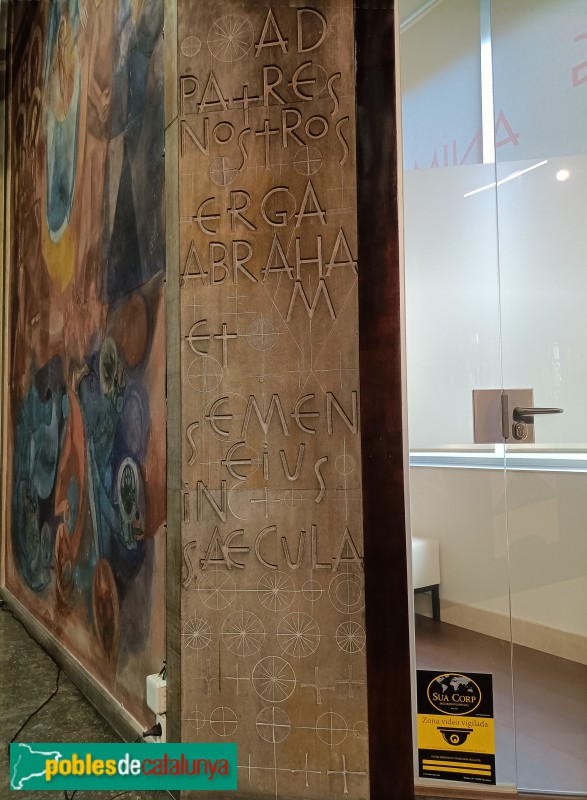 AD
PATRES
NOSTROS
ERGA
ABRAHA
M
ET
SEMEN
EIUS
IN
SAECULA
SUA CORP
Zona video vigilada
poblesdecatalunya